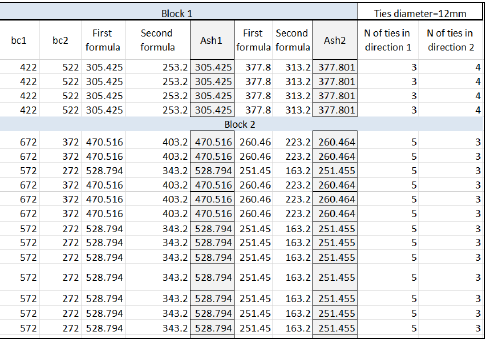 Block 1 Ties diameter=12mm
bc1 bc2 First formula Second formula Ash1 First formula Second formula Ash2 N of ties in direction 1 N of ties in direction 2
422 522 305.425 253.2 305.425 377.8 313.2 377.801 3 4
422 522 305.425 253.2 305.425 377.8 313.2 377.801 3 4
422 522 305.425 253.2 305.425 377.8 313.2 377.801 3 4
422 522 305.425 253.2 305.425 377.8 313.2 377.801 3 4
Block 2
672 372 470.516 403.2 470.516 260.46 223.2 260.464 5 3
672 372 470.516 403.2 470.516 260.46 223.2 260.464 5 3
572 272 528.794 343.2 528.794 251.45 163.2 251.455 5 3
672 372 470.516 403.2 470.516 260.46 223.2 260.464 5 3
672 372 470.516 403.2 470.516 260.46 223.2 260.464 5 3
672 372 470.516 403.2 470.516 260.46 223.2 260.464 5 3
572 272 528.794 343.2 528.794 251.45 163.2 251.455 5 3
572 272 528.794 343.2 528.794 251.45 163.2 251.455 5 3
572 272 528.794 343.2 528.794 251.45 163.2 251.455 5 3
572 272 528.794 343.2 528.794 251.45 163.2 251.455 5 3
572 272 528.794 343.2 528.794 251.45 163.2 251.455 5 3
572 272 528.794 343.2 528.794 251.45 163.2 251.455 5 3
572 272 528.794 343.2 528.794 251.45 163.2 251.455 5 3